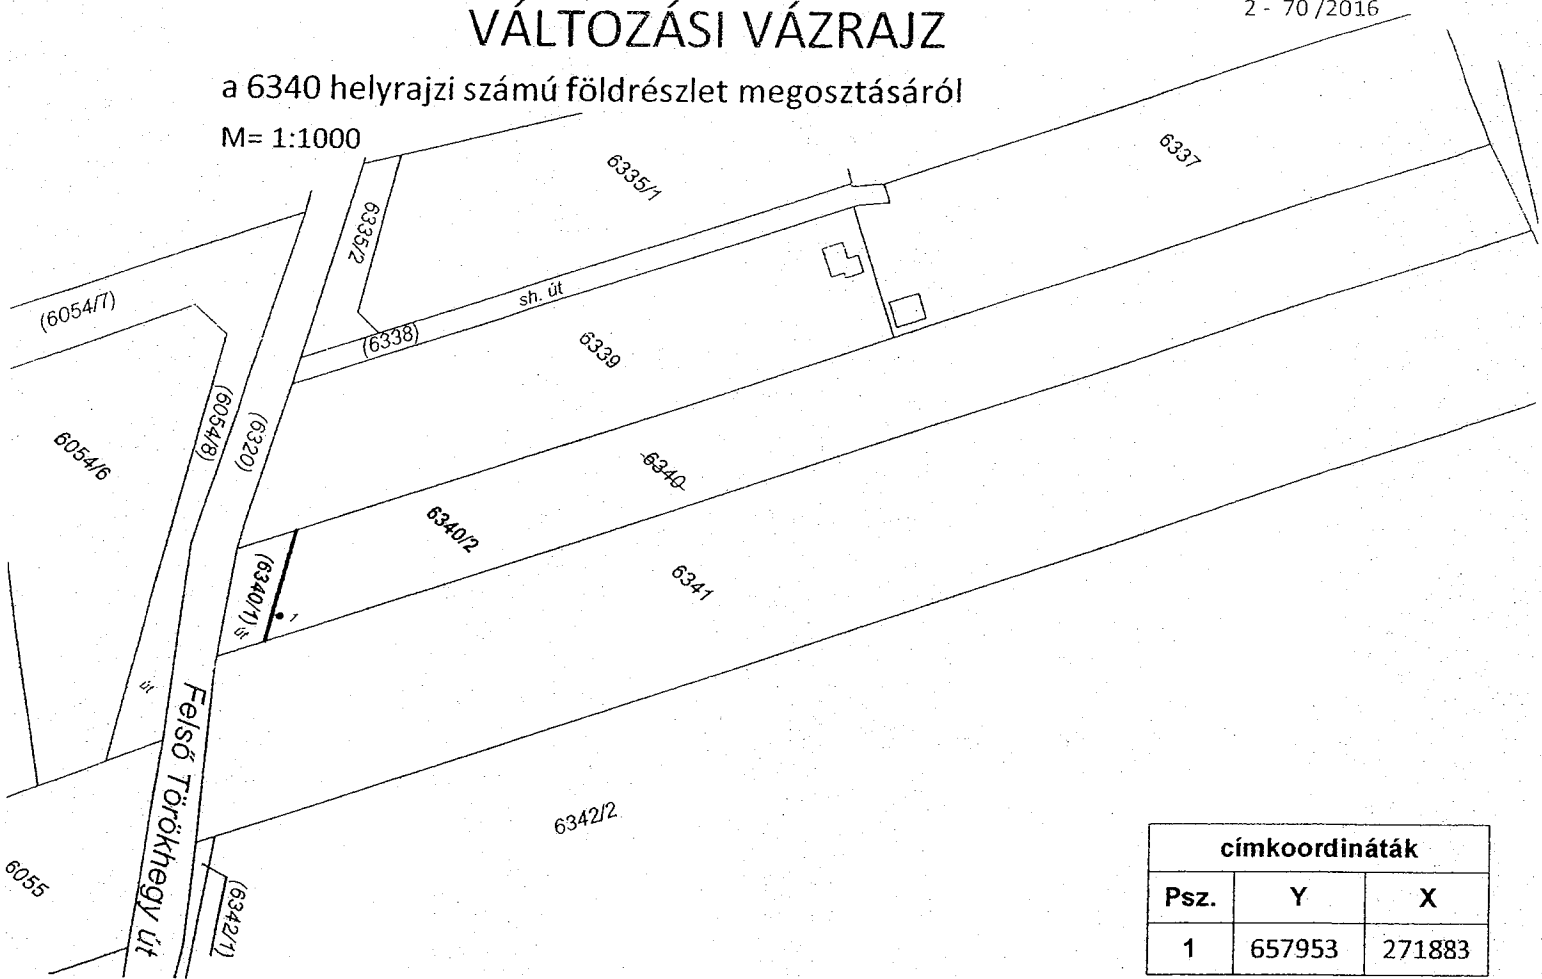 2 - 70 /2016
VÁLTOZÁSI VÁZRAJZ
a 6340 helyrajzi számú földrészlet megosztásáról
M= 1:1000
6337
6335/1
6335/2
(6054/7)
sh. út
(6338)
6339
(6054/8)
(6320)
6054/6
6340
6340/2
(6340/1)
út
1
6341
út
Felső Törökhegy út
6342/2
6055
(6342/1)
címkoordináták
Psz. Y X
1 657953 271883